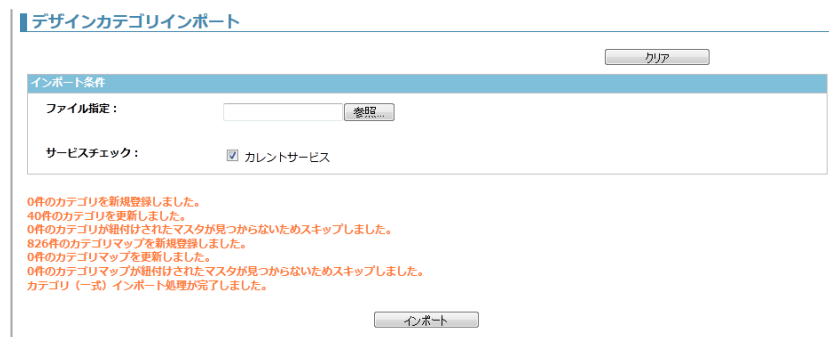 デザインカテゴリインポート
クリア
インポート条件
ファイル指定：
参照...
サービスチェック：
カレントサービス
0件のカテゴリを新規登録しました。
40件のカテゴリを更新しました。
0件のカテゴリが紐付けされたマスタが見つからないためスキップしました。
826件のカテゴリマップを新規登録しました。
0件のカテゴリマップを更新しました。
0件のカテゴリマップが紐付けされたマスタが見つからないためスキップしました。
カテゴリ（一式）インポート処理が完了しました。
インポート